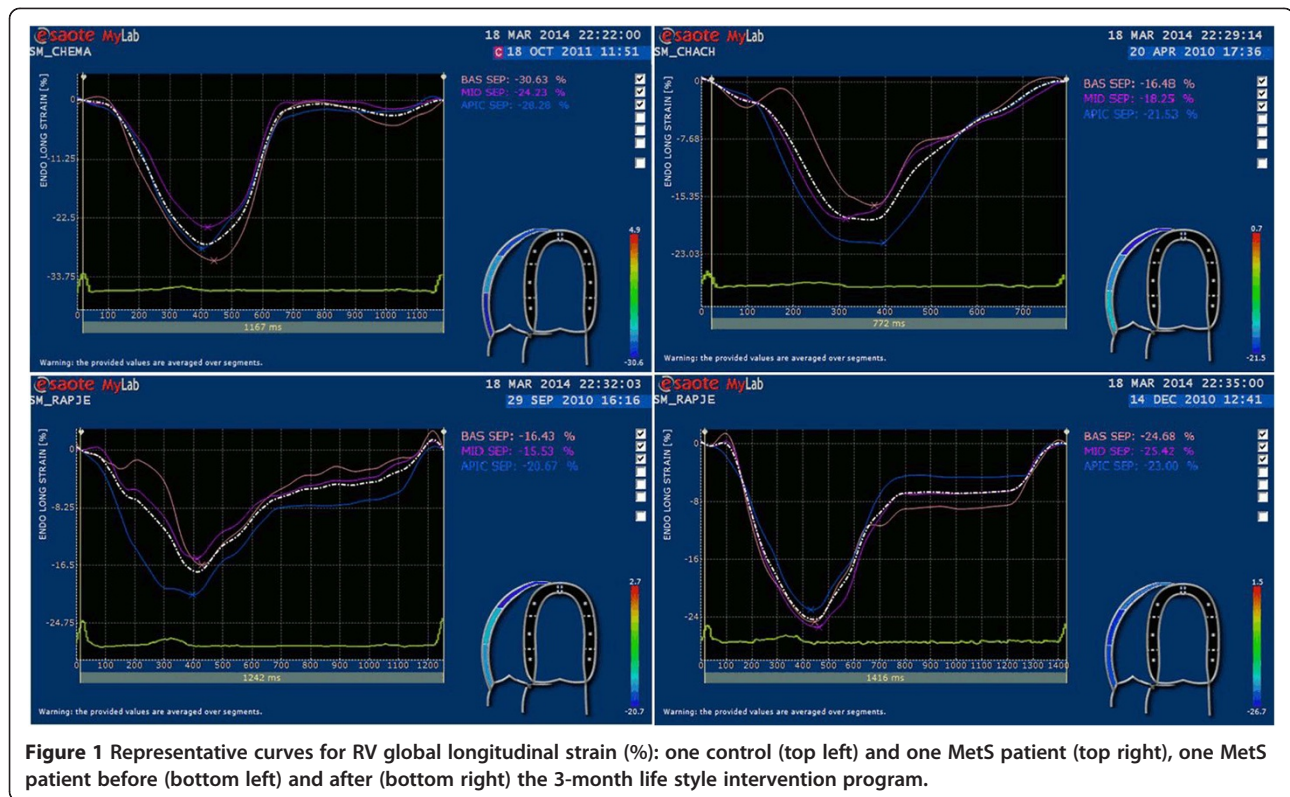 esaote MyLab
18 MAR 2014 22:22:00
SM_CHEMA
C 18 OCT 2011 11:51
ENDO LONG STRAIN [%]
BAS SEP: -30.63 %
MID SEP: -24.23 %
APIC SEP: -28.28 %
0
-11.25
-22.5
-33.75
4.9
-30.6
0 100 200 300 400 500 600 700 800 900 1000 1100
1167 ms
Warning: the provided values are averaged over segments.
esaote MyLab
18 MAR 2014 22:29:14
SM_CHACH
20 APR 2010 17:36
ENDO LONG STRAIN [%]
BAS SEP: -16.48 %
MID SEP: -18.25 %
APIC SEP: -21.53 %
0
-7.68
-15.35
-23.03
0.7
-21.5
0 100 200 300 400 500 600 700
772 ms
Warning: the provided values are averaged over segments.
esaote MyLab
18 MAR 2014 22:32:03
SM_RAPJE
29 SEP 2010 16:16
ENDO LONG STRAIN [%]
BAS SEP: -16.43 %
MID SEP: -15.53 %
APIC SEP: -20.67 %
0
-8.25
-16.5
-24.75
2.7
-20.7
0 100 200 300 400 500 600 700 800 900 1000 1100 1200
1242 ms
Warning: the provided values are averaged over segments.
esaote MyLab
18 MAR 2014 22:35:00
SM_RAPJE
14 DEC 2010 12:41
ENDO LONG STRAIN [%]
BAS SEP: -24.68 %
MID SEP: -25.42 %
APIC SEP: -23.00 %
0
-8
-16
-24
1.5
-26.7
0 100 200 300 400 500 600 700 800 900 1000 1100 1200 1300 1400
1416 ms
Warning: the provided values are averaged over segments.
Figure 1 Representative curves for RV global longitudinal strain (%): one control (top left) and one MetS patient (top right), one MetS
patient before (bottom left) and after (bottom right) the 3-month life style intervention program.